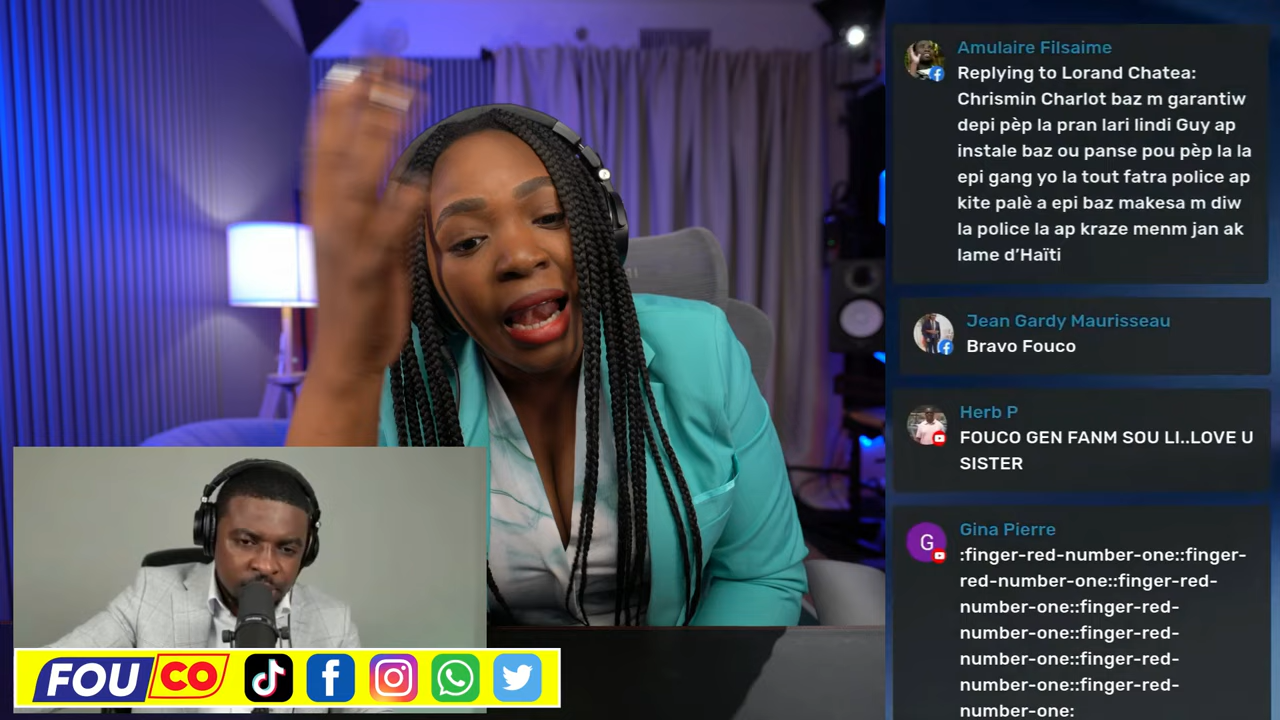 Amulaire Filsaime
Replying to Lorand Chatea:
Chrismin Charlot baz m garantiw
depi pèp la pran lari lindi Guy ap
instale baz ou panse pou pèp la la
epi gang yo la tout fatra police ap
kite palè a epi baz makesa m diw
la police la ap kraze menm jan ak
lame d’Haïti
Jean Gardy Maurisseau
Bravo Fouco
Herb P
FOUCO GEN FANM SOU LI..LOVE U
SISTER
G
Gina Pierre
:finger-red-number-one::finger-
red-number-one::finger-red-
number-one::finger-red-
number-one::finger-red-
number-one::finger-red-
number-one:
FOUCO